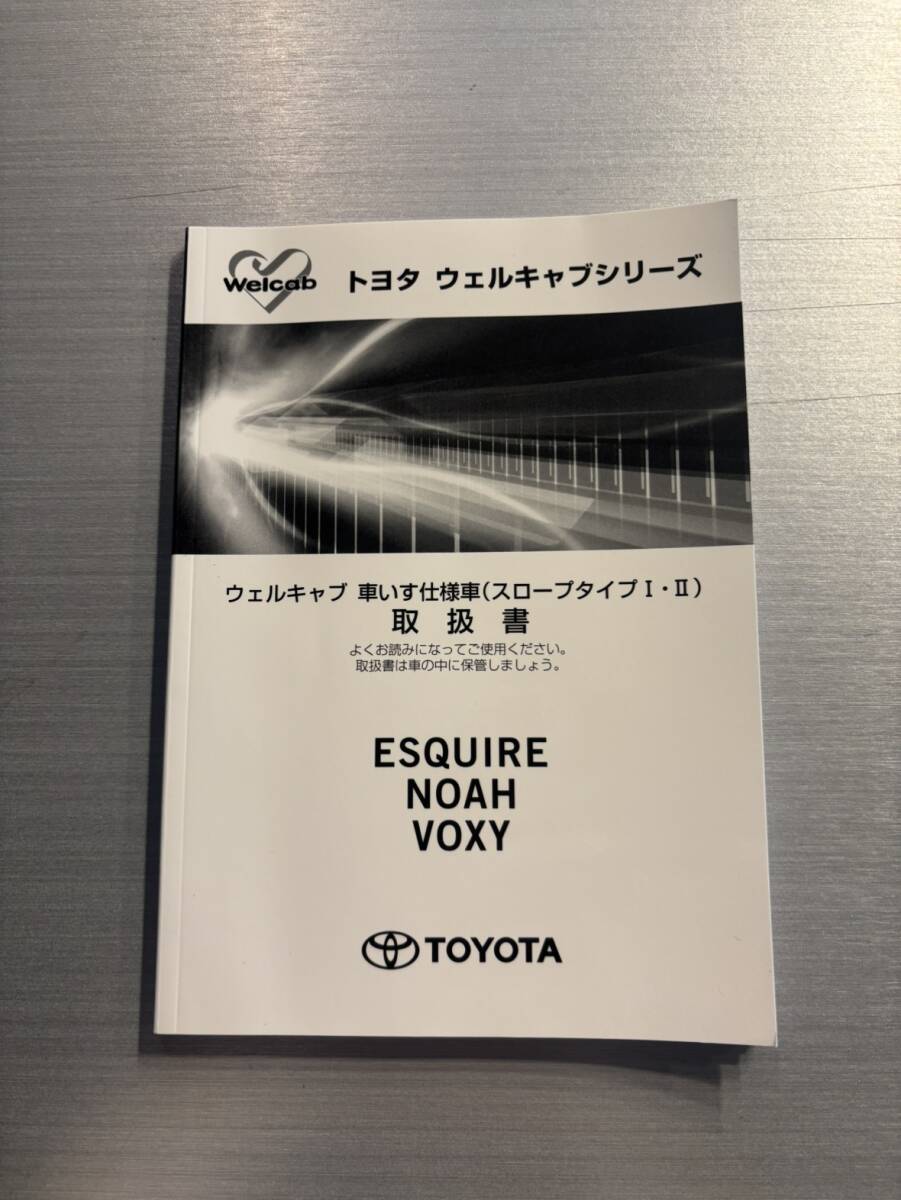 Welcab
トヨタ ウェルキャブシリーズ
ウェルキャブ 車いす仕様車(スロープタイプⅠ・Ⅱ)
取扱書
よくお読みになってご使用ください。
取扱書は車の中に保管しましょう。
ESQUIRE
NOAH
VOXY
TOYOTA